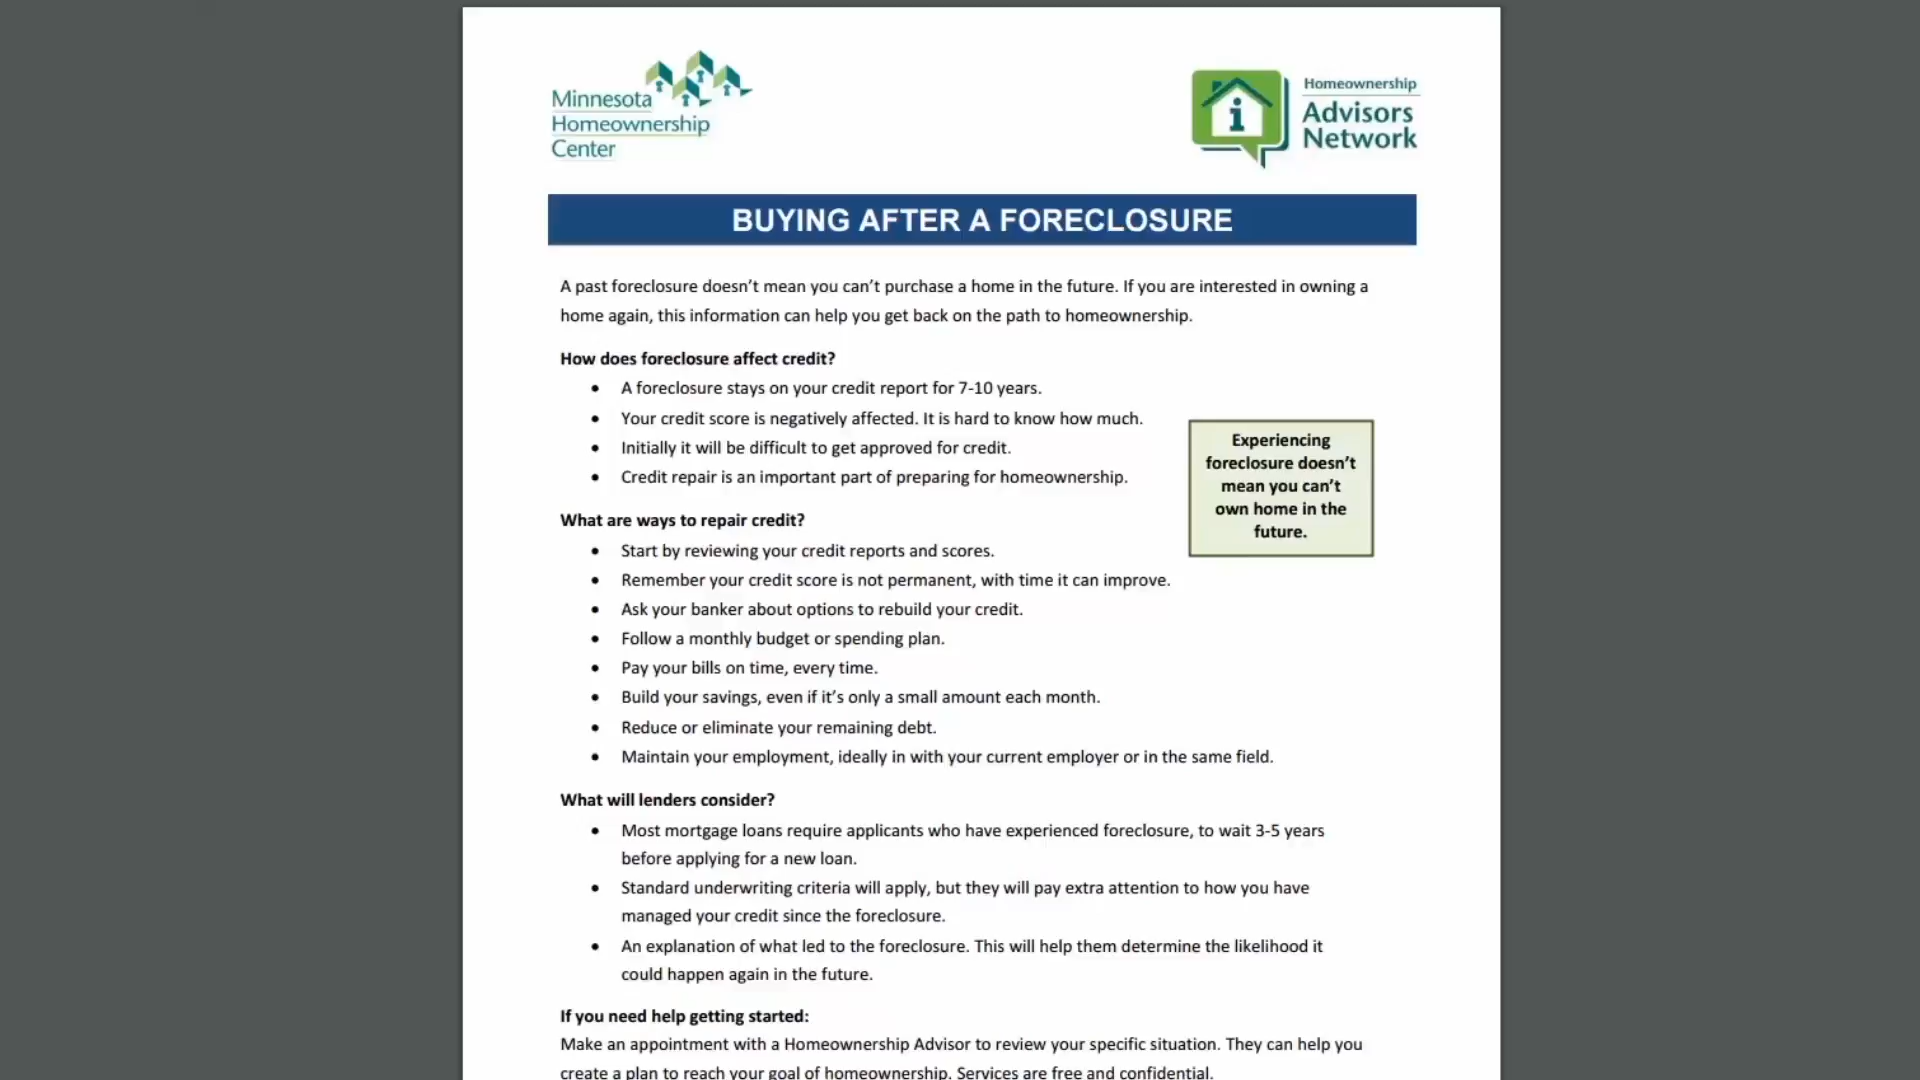 Minnesota
Homeownership
Center
Homeownership
Advisors
Network
BUYING AFTER A FORECLOSURE
A past foreclosure doesn’t mean you can’t purchase a home in the future. If you are interested in owning a
home again, this information can help you get back on the path to homeownership.
How does foreclosure affect credit?
• A foreclosure stays on your credit report for 7-10 years.
• Your credit score is negatively affected. It is hard to know how much.
• Initially it will be difficult to get approved for credit.
• Credit repair is an important part of preparing for homeownership.
Experiencing
foreclosure doesn’t
mean you can’t
own home in the
future.
What are ways to repair credit?
• Start by reviewing your credit reports and scores.
• Remember your credit score is not permanent, with time it can improve.
• Ask your banker about options to rebuild your credit.
• Follow a monthly budget or spending plan.
• Pay your bills on time, every time.
• Build your savings, even if it’s only a small amount each month.
• Reduce or eliminate your remaining debt.
• Maintain your employment, ideally in with your current employer or in the same field.
What will lenders consider?
• Most mortgage loans require applicants who have experienced foreclosure, to wait 3-5 years
before applying for a new loan.
• Standard underwriting criteria will apply, but they will pay extra attention to how you have
managed your credit since the foreclosure.
• An explanation of what led to the foreclosure. This will help them determine the likelihood it
could happen again in the future.
If you need help getting started:
Make an appointment with a Homeownership Advisor to review your specific situation. They can help you
create a plan to reach your goal of homeownership. Services are free and confidential.